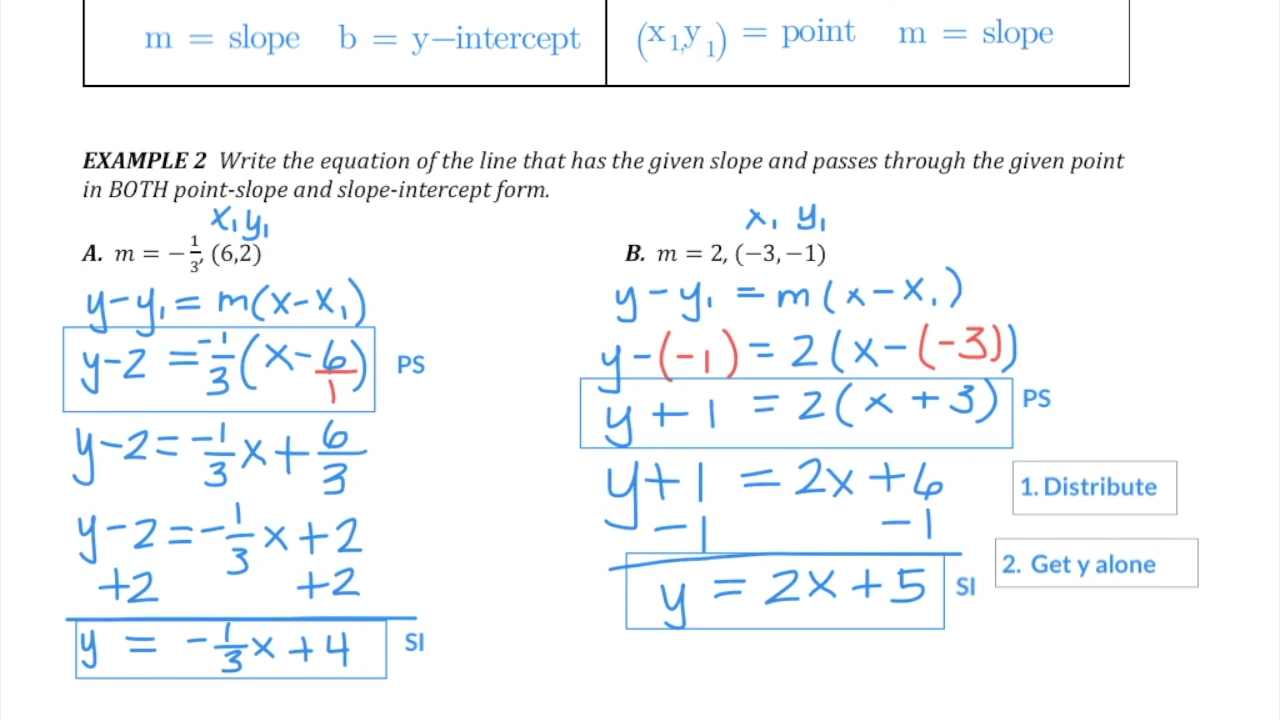 m = slope b = y−intercept
(x₁,y₁) = point m = slope
EXAMPLE 2 Write the equation of the line that has the given slope and passes through the given point
in BOTH point-slope and slope-intercept form.
x₁ y₁
A. m = −1/3, (6,2)
y−y₁ = m(x−x₁)
y−2 = −1/3(x−6/1) PS
y−2 = −1/3x + 6/3
y−2 = −1/3x + 2
+2 +2
y = −1/3x + 4 SI
x₁ y₁
B. m = 2, (−3, −1)
y − y₁ = m(x − x₁)
y−(−1) = 2(x−(−3))
y + 1 = 2(x + 3) PS
y+1 = 2x + 6
−1 −1
y = 2x + 5 SI
1. Distribute
2. Get y alone